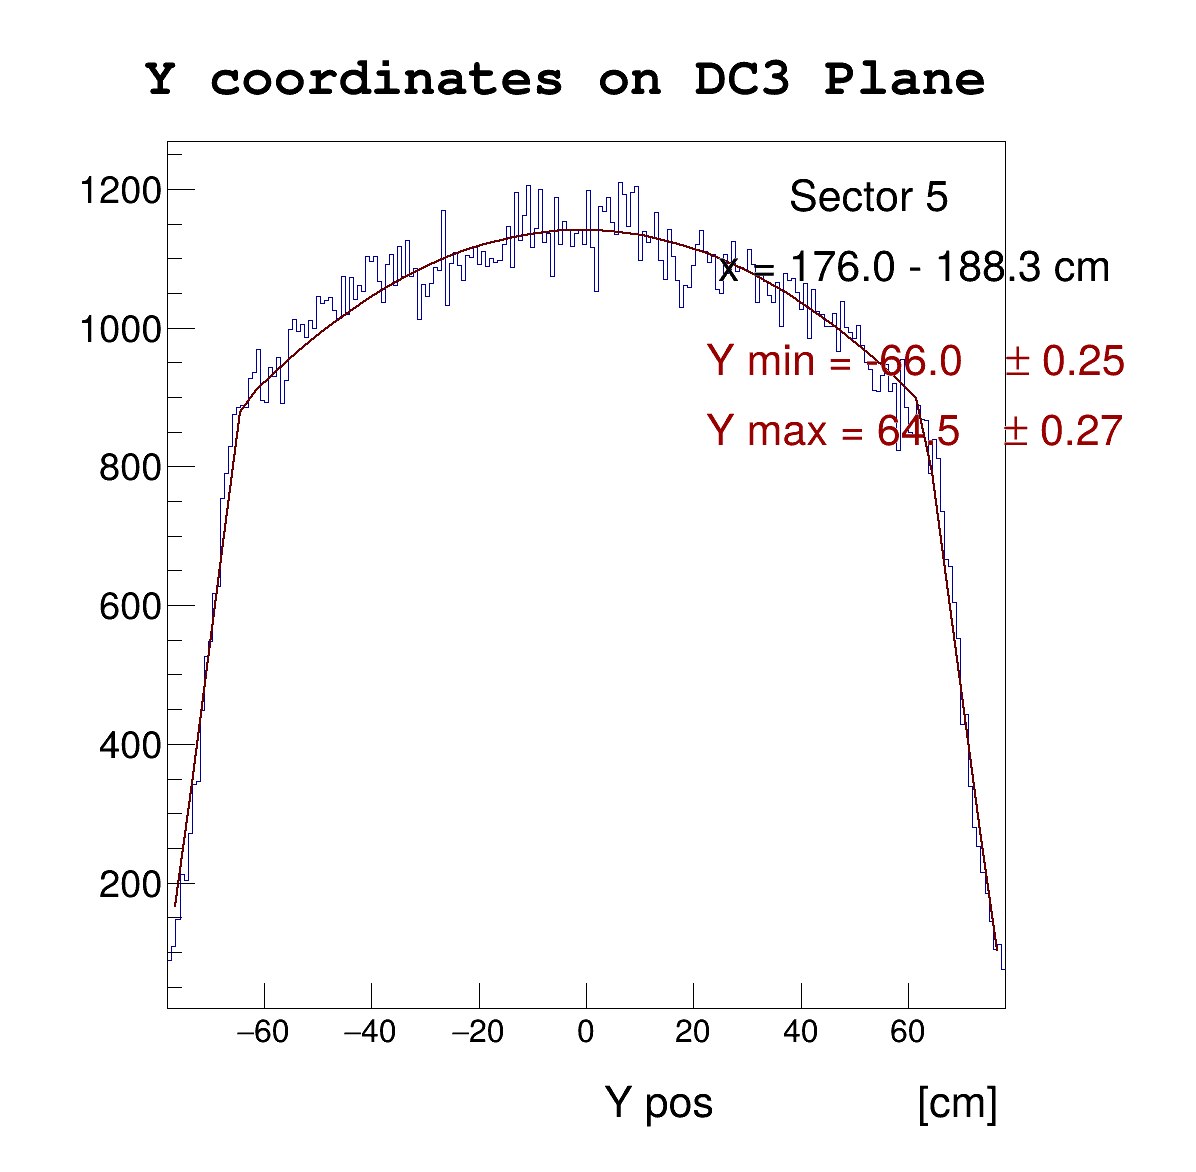 Y coordinates on DC3 Plane
1200
1000
800
600
400
200
Sector 5
x = 176.0 - 188.3 cm
Y min = -66.0 ± 0.25
Y max = 64.5 ± 0.27
−60 −40 −20 0 20 40 60
Y pos [cm]